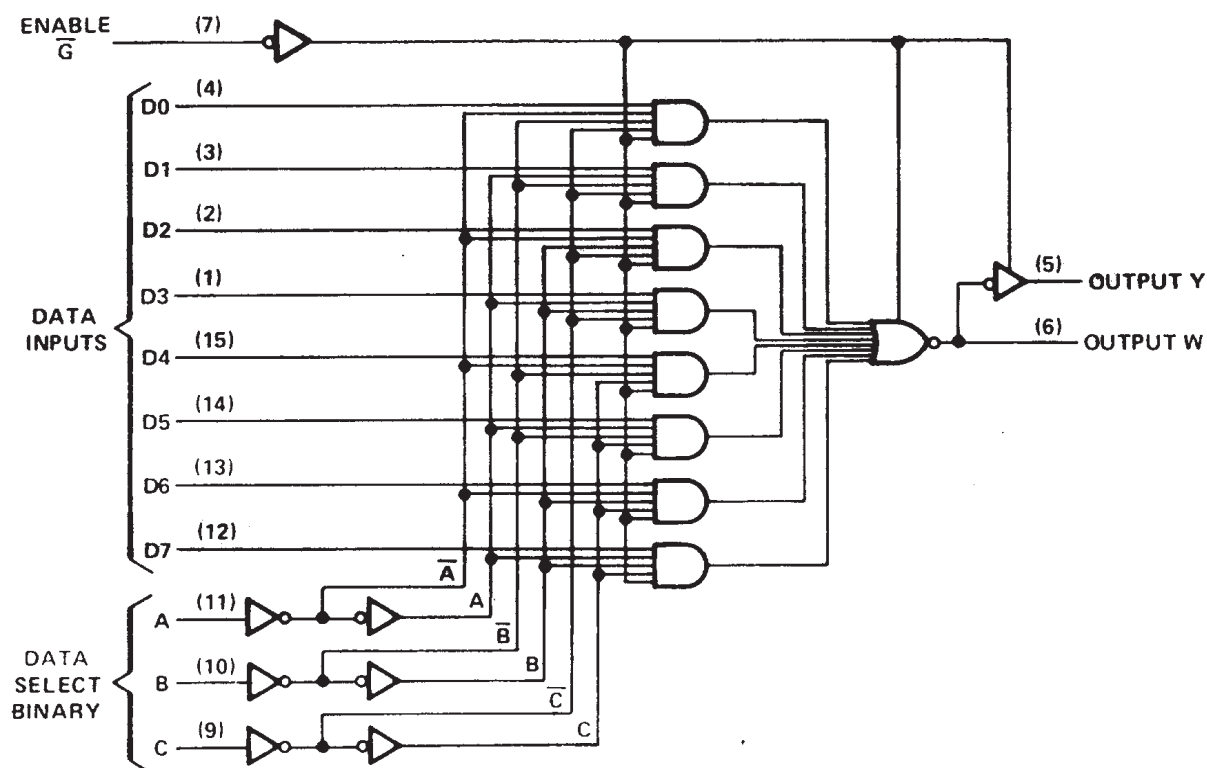 ENABLE
G̅ (7)
D0 (4)
D1 (3)
D2 (2)
D3 (1)
DATA
INPUTS
D4 (15)
D5 (14)
D6 (13)
D7 (12)
A̅
A (11)
A
B̅
DATA
SELECT
BINARY
B (10)
B
C̅
C (9)
C
(5) OUTPUT Y
(6) OUTPUT W